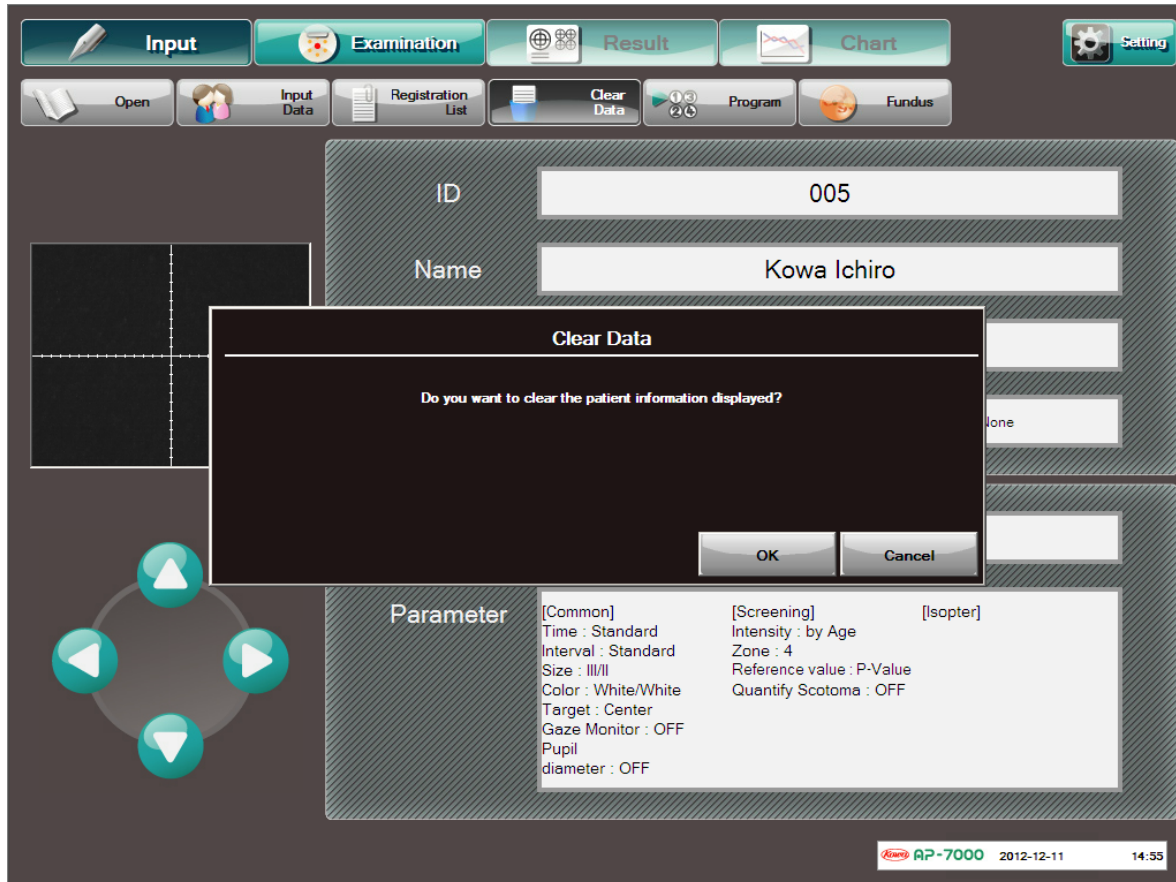 Input
Examination
Result
Chart
Setting
Open
Input
Data
Registration
List
Clear
Data
①③
②④
Program
Fundus
ID
005
Name
Kowa Ichiro
Clear Data
Do you want to clear the patient information displayed?
OK
Cancel
Parameter
[Common]
Time : Standard
Interval : Standard
Size : III/II
Color : White/White
Target : Center
Gaze Monitor : OFF
Pupil
diameter : OFF
[Screening]
Intensity : by Age
Zone : 4
Reference value : P-Value
Quantify Scotoma : OFF
[Isopter]
Kowa AP-7000 2012-12-11 14:55